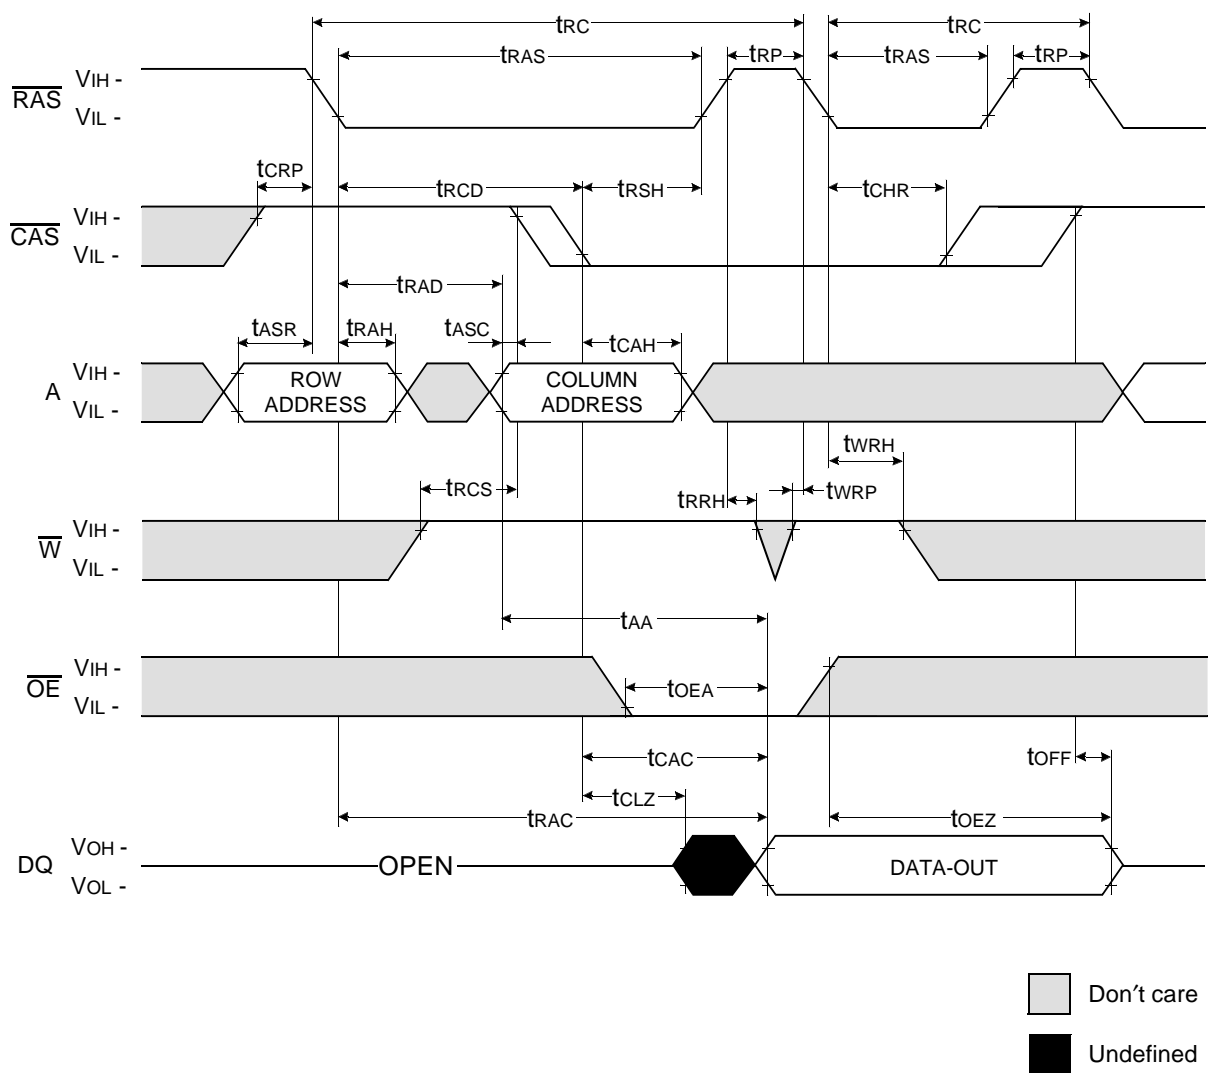 tRC tRC
tRAS tRP tRAS tRP
RAS VIH -
VIL -
tCRP tRCD tRSH tCHR
CAS VIH -
VIL -
tRAD
tASR tRAH tASC tCAH
A VIH -
VIL -
ROW ADDRESS
COLUMN ADDRESS
tWRH
tRCS tRRH tWRP
W VIH -
VIL -
tAA
OE VIH -
VIL -
tOEA
tCAC tOFF
tCLZ
tRAC tOEZ
DQ VOH -
VOL -
OPEN DATA-OUT
Don′t care
Undefined